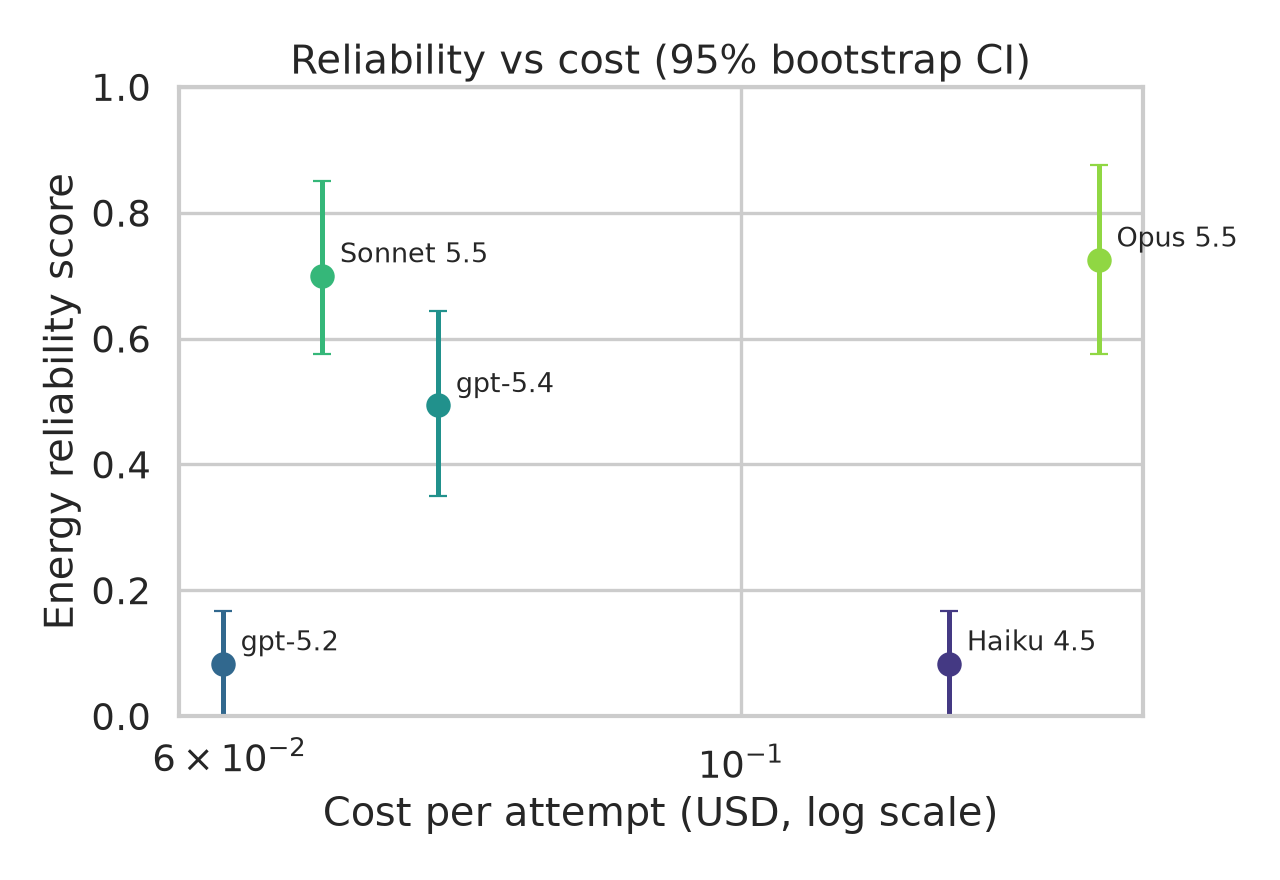 Reliability vs cost (95% bootstrap CI)
Energy reliability score
1.0
0.8
0.6
0.4
0.2
0.0
Sonnet 5.5
Opus 5.5
gpt-5.4
gpt-5.2
Haiku 4.5
6 × 10⁻²
10⁻¹
Cost per attempt (USD, log scale)